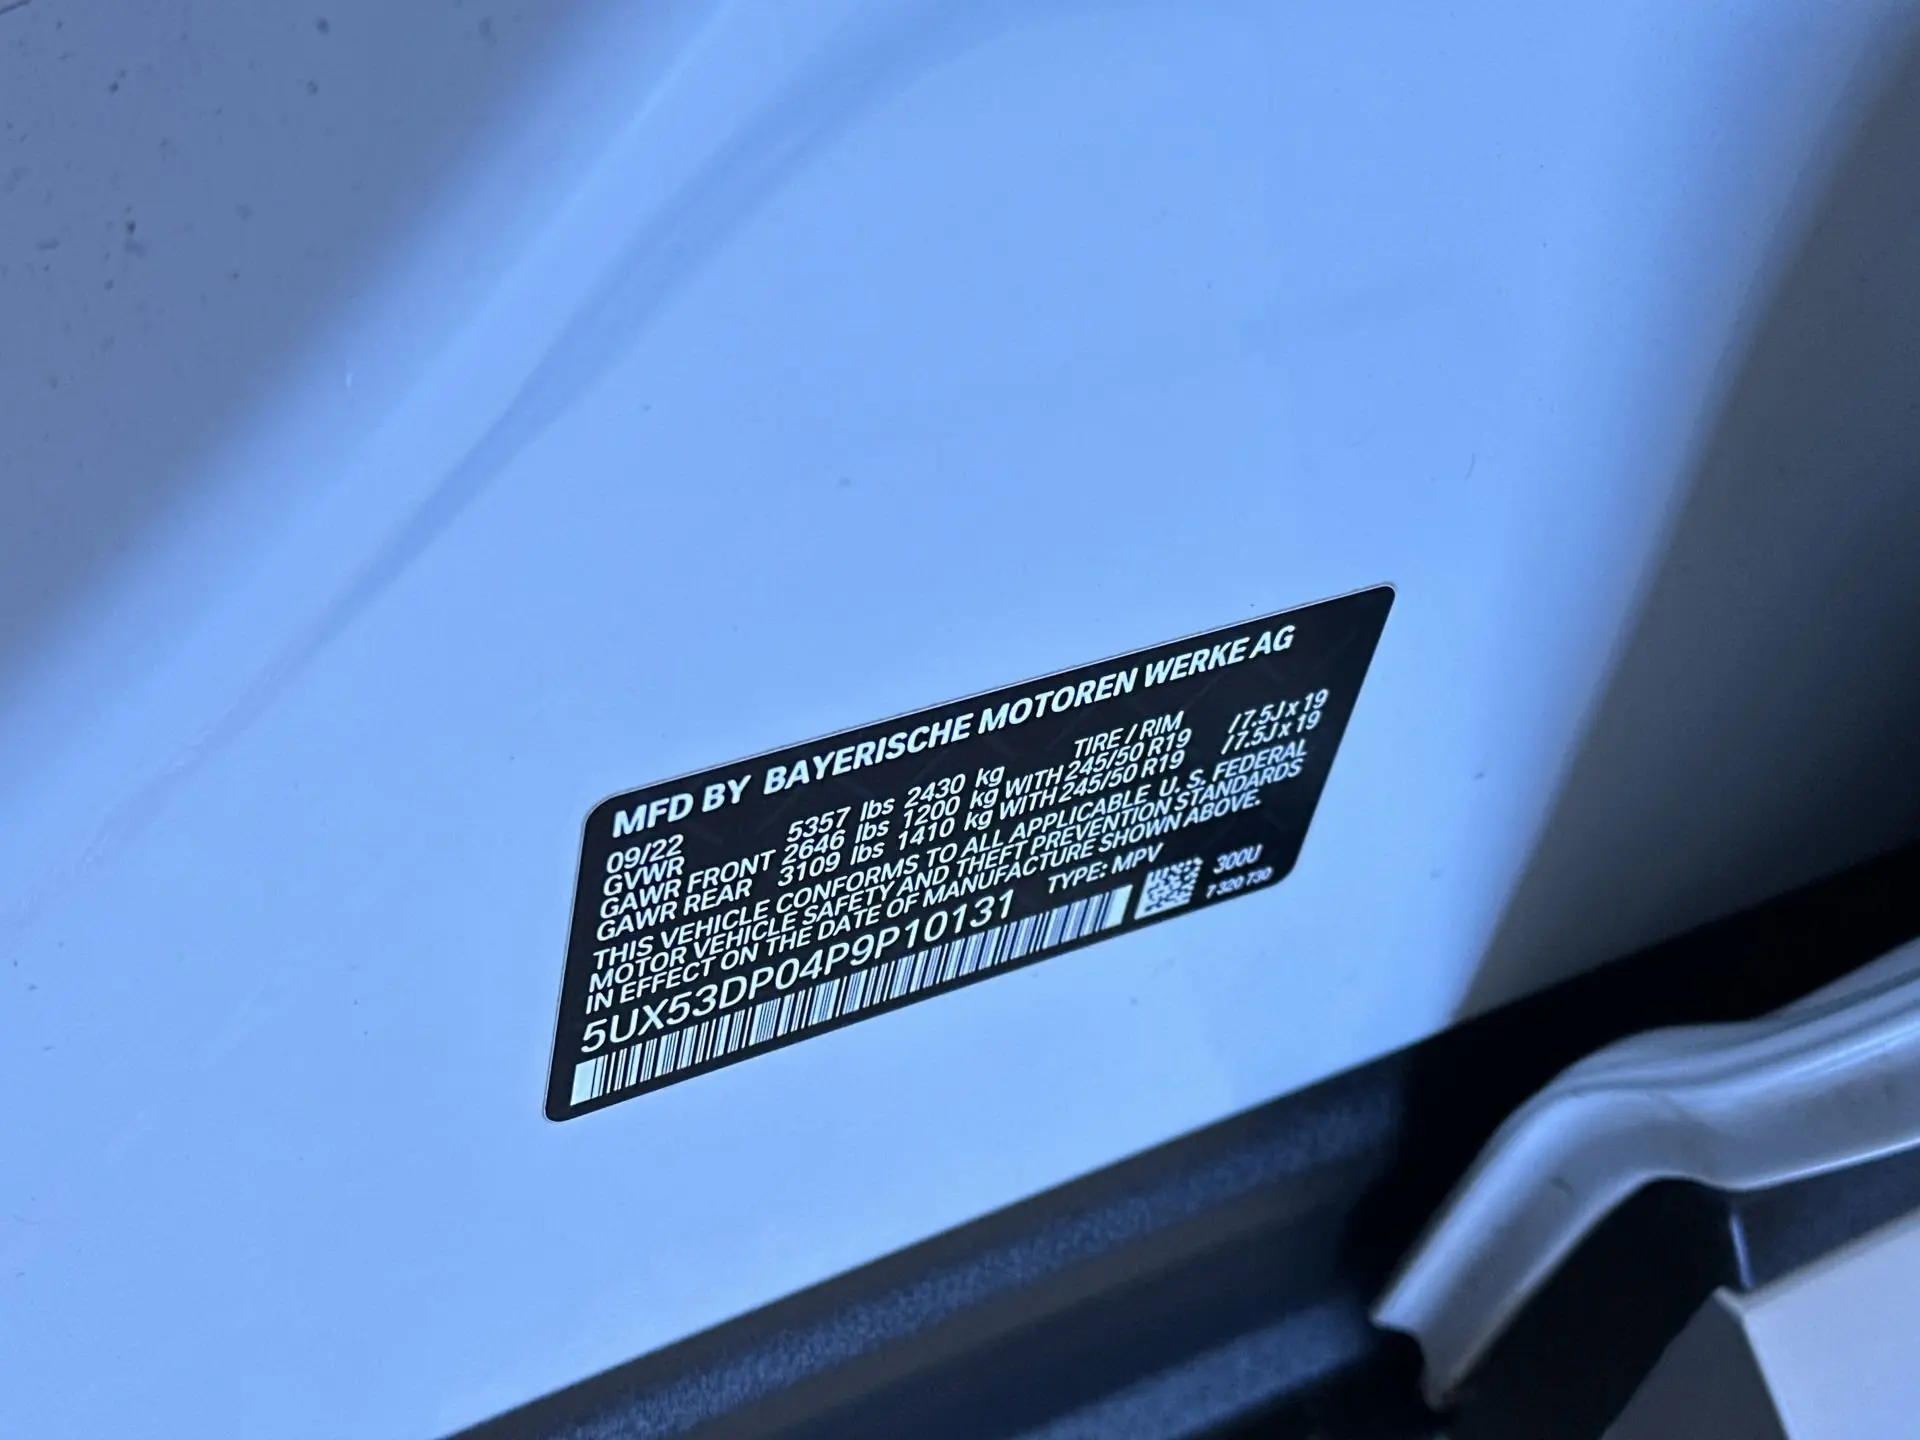 MFD BY BAYERISCHE MOTOREN WERKE AG
09/22 TIRE / RIM
GVWR 5357 lbs 2430 kg
GAWR FRONT 2646 lbs 1200 kg WITH 245/50 R19 / 7.5J x 19
GAWR REAR 3109 lbs 1410 kg WITH 245/50 R19 / 7.5J x 19
THIS VEHICLE CONFORMS TO ALL APPLICABLE U. S. FEDERAL
MOTOR VEHICLE SAFETY AND THEFT PREVENTION STANDARDS
IN EFFECT ON THE DATE OF MANUFACTURE SHOWN ABOVE.
5UX53DP04P9P10131 TYPE: MPV
300U
7 320 730